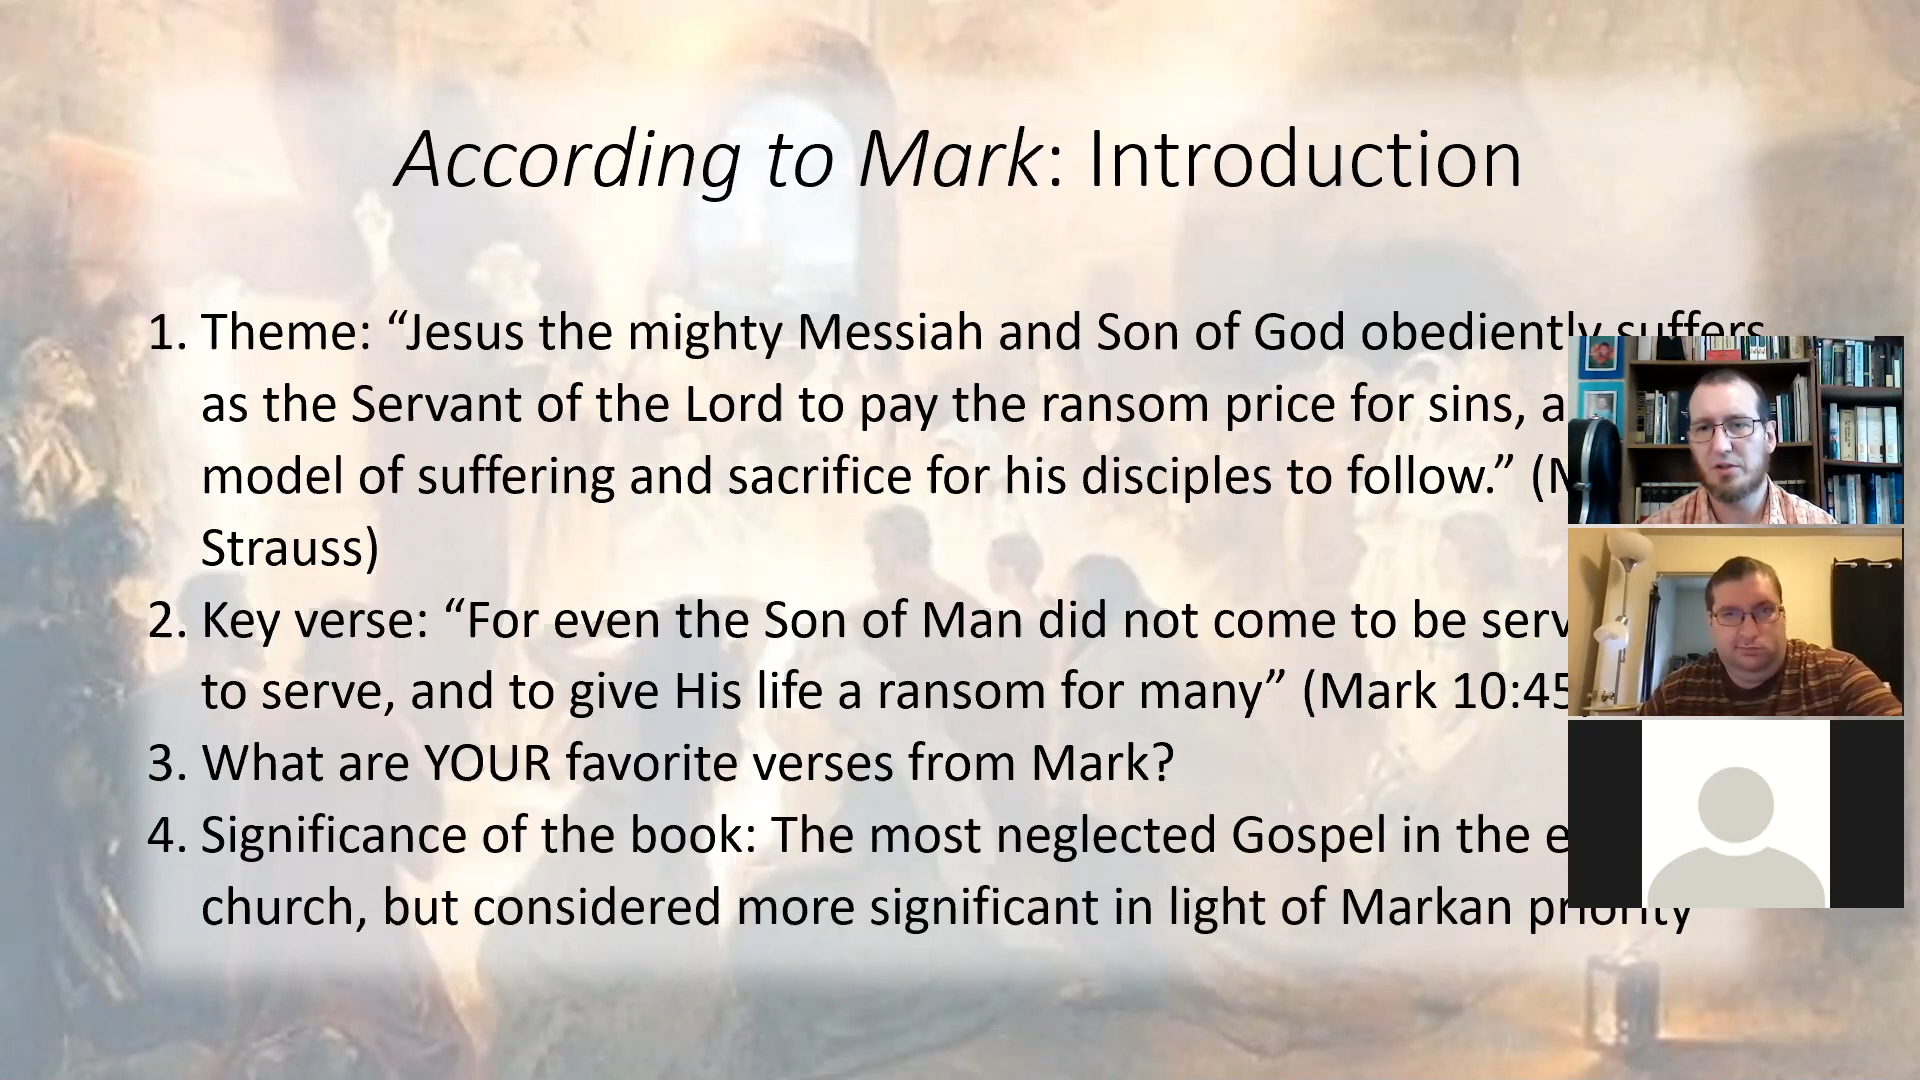 According to Mark: Introduction
1. Theme: “Jesus the mighty Messiah and Son of God obediently suffers
as the Servant of the Lord to pay the ransom price for sins,
model of suffering and sacrifice for his disciples to follow.” (
Strauss)
2. Key verse: “For even the Son of Man did not come to be
to serve, and to give His life a ransom for many” (Mark 10:45
3. What are YOUR favorite verses from Mark?
4. Significance of the book: The most neglected Gospel in the
church, but considered more significant in light of Markan priority